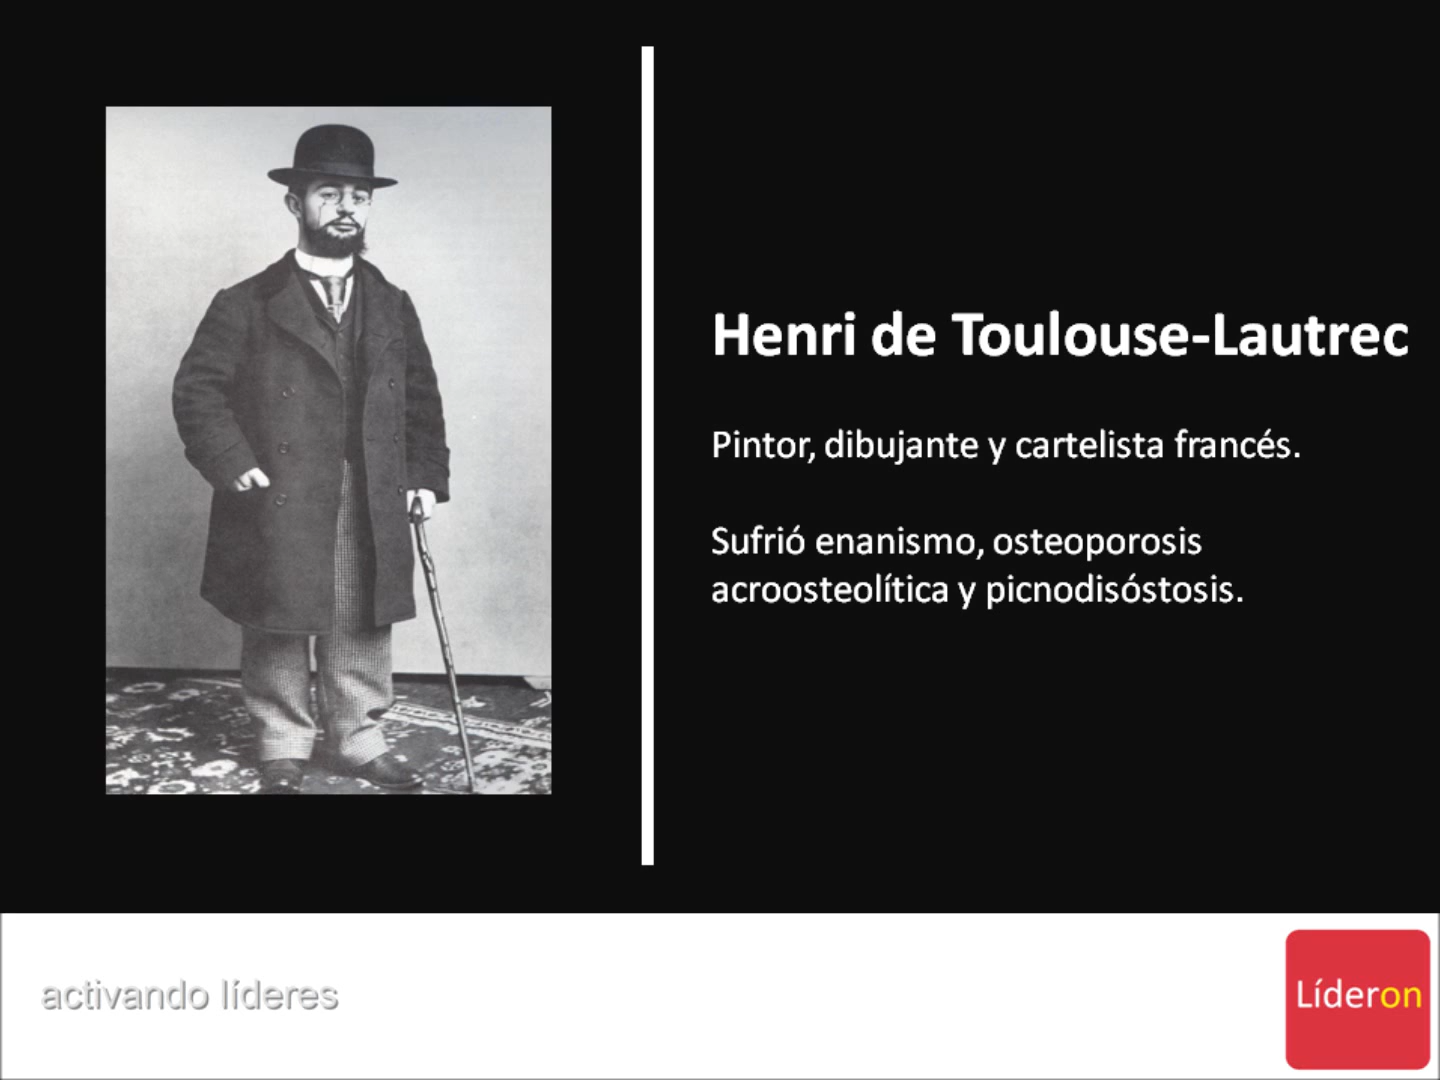 Henri de Toulouse-Lautrec
Pintor, dibujante y cartelista francés.
Sufrió enanismo, osteoporosis
acroosteolítica y picnodisóstosis.
activando líderes
Líderon